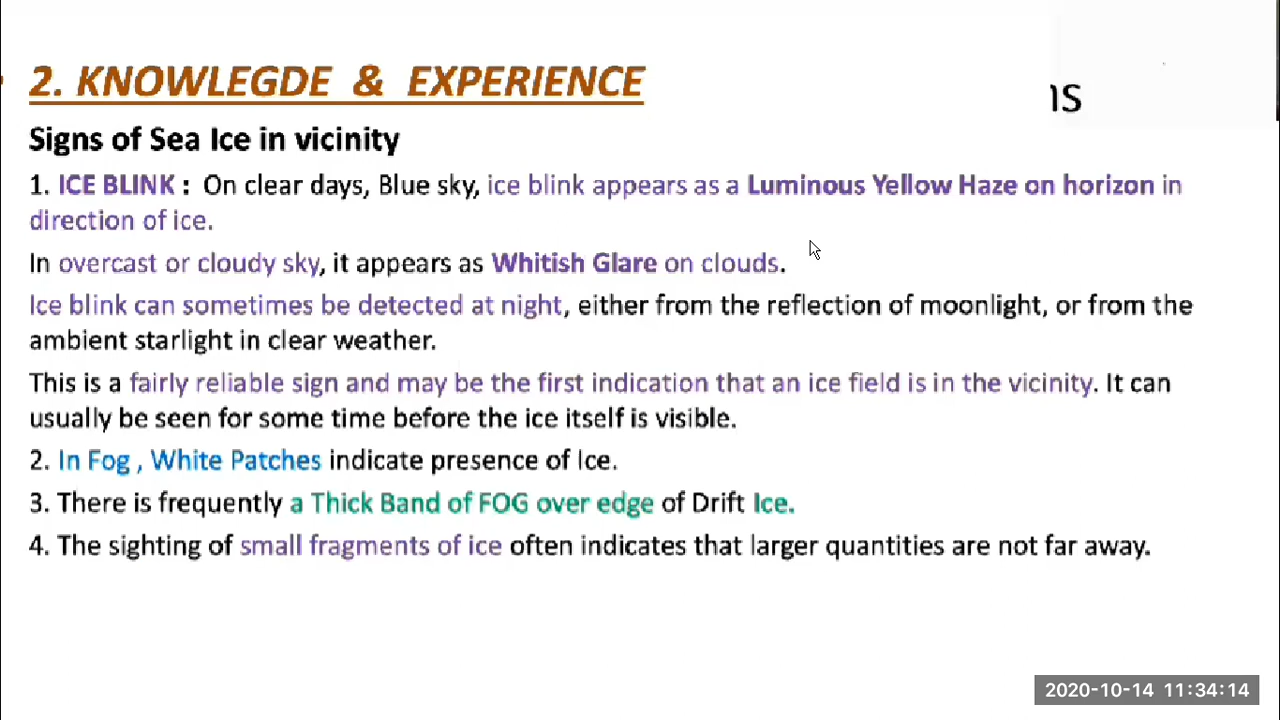 2. KNOWLEGDE & EXPERIENCE
Signs of Sea Ice in vicinity
1. ICE BLINK : On clear days, Blue sky, ice blink appears as a Luminous Yellow Haze on horizon in
direction of ice.
In overcast or cloudy sky, it appears as Whitish Glare on clouds.
Ice blink can sometimes be detected at night, either from the reflection of moonlight, or from the
ambient starlight in clear weather.
This is a fairly reliable sign and may be the first indication that an ice field is in the vicinity. It can
usually be seen for some time before the ice itself is visible.
2. In Fog , White Patches indicate presence of Ice.
3. There is frequently a Thick Band of FOG over edge of Drift Ice.
4. The sighting of small fragments of ice often indicates that larger quantities are not far away.
2020-10-14 11:34:14